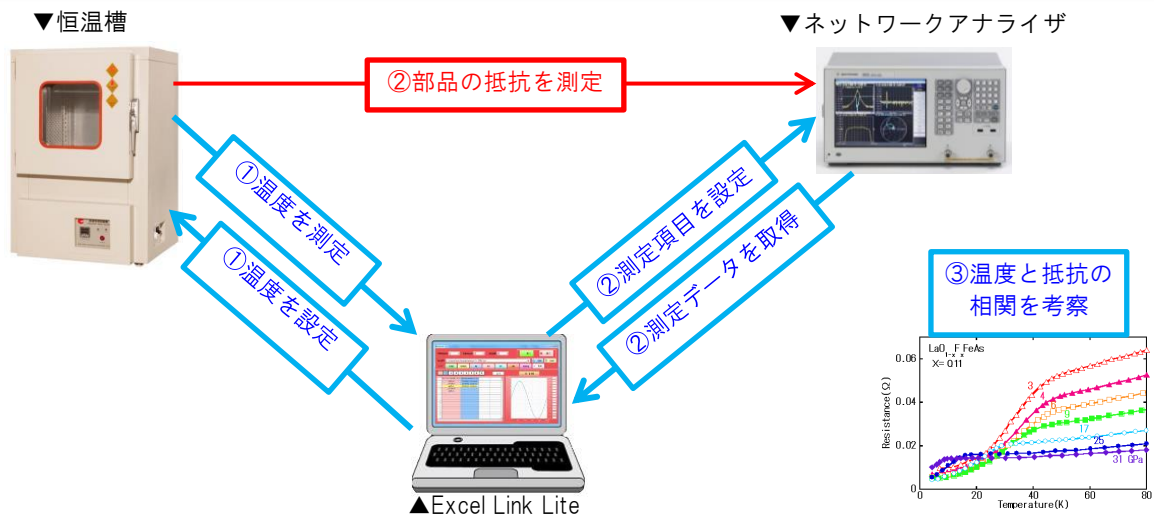 ▼恒温槽
▼ネットワークアナライザ
②部品の抵抗を測定
①温度を測定
①温度を設定
②測定項目を設定
②測定データを取得
▲Excel Link Lite
③温度と抵抗の
相関を考察
LaO1-xFxFeAs
X=0.11
Resistance(Ω)
0.06
0.04
0.02
0
3
4
6
9
17
25
31 GPa
0
20
40
60
80
Temperature(K)